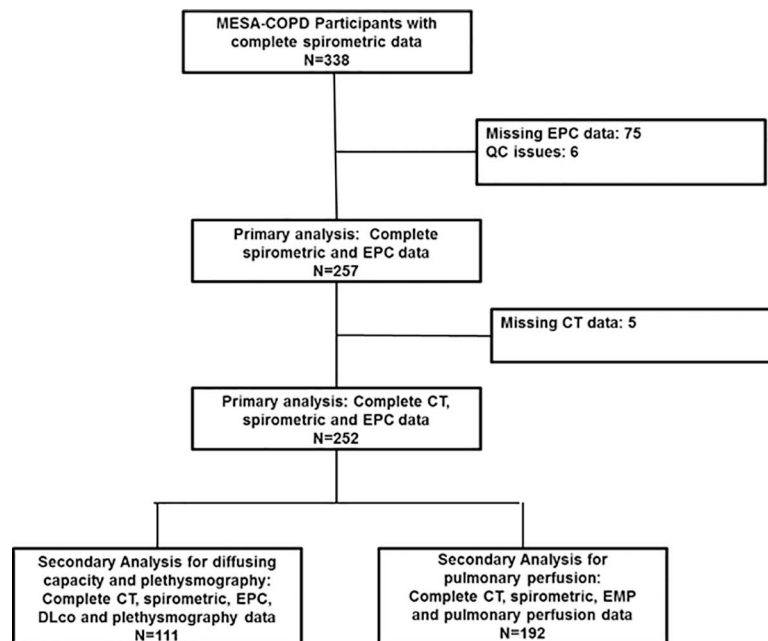 MESA-COPD Participants with
complete spirometric data
N=338
Missing EPC data: 75
QC issues: 6
Primary analysis: Complete
spirometric and EPC data
N=257
Missing CT data: 5
Primary analysis: Complete CT,
spirometric and EPC data
N=252
Secondary Analysis for diffusing
capacity and plethysmography:
Complete CT, spirometric, EPC,
DLco and plethysmography data
N=111
Secondary Analysis for
pulmonary perfusion:
Complete CT, spirometric, EMP
and pulmonary perfusion data
N=192